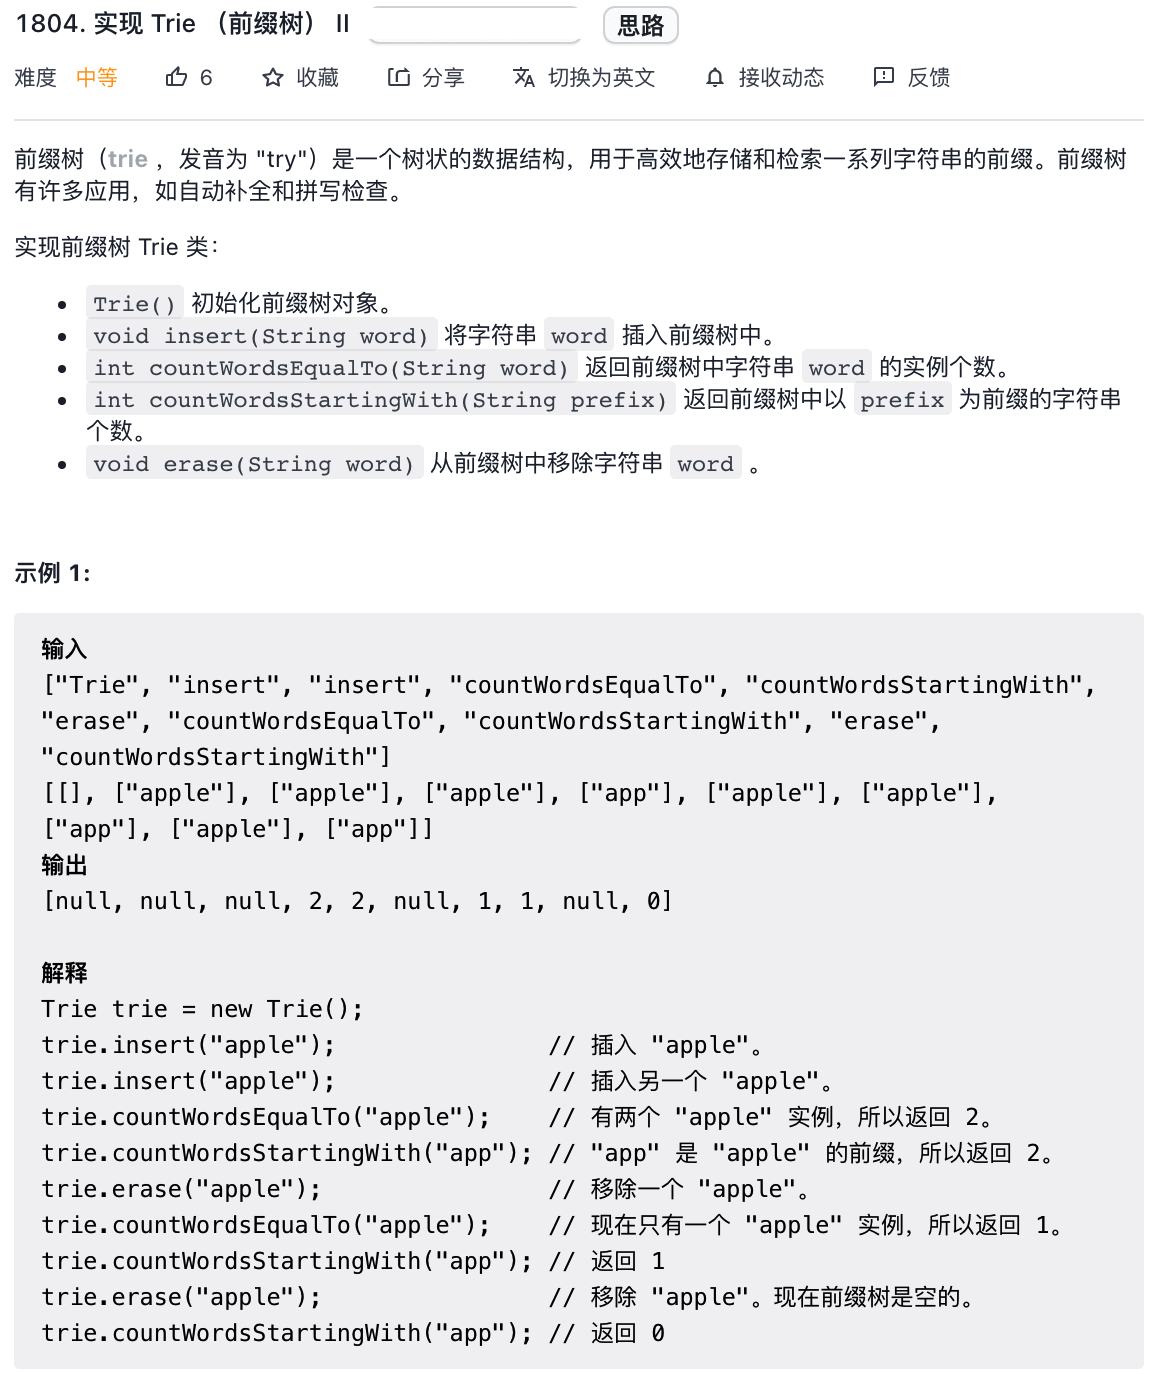 1804. 实现 Trie （前缀树） II
思路
难度 中等 6 收藏 分享 切换为英文 接收动态 反馈
前缀树（trie ，发音为 "try"）是一个树状的数据结构，用于高效地存储和检索一系列字符串的前缀。前缀树
有许多应用，如自动补全和拼写检查。
实现前缀树 Trie 类：
• Trie() 初始化前缀树对象。
• void insert(String word) 将字符串 word 插入前缀树中。
• int countWordsEqualTo(String word) 返回前缀树中字符串 word 的实例个数。
• int countWordsStartingWith(String prefix) 返回前缀树中以 prefix 为前缀的字符串
个数。
• void erase(String word) 从前缀树中移除字符串 word 。
示例 1:
输入
["Trie", "insert", "insert", "countWordsEqualTo", "countWordsStartingWith",
"erase", "countWordsEqualTo", "countWordsStartingWith", "erase",
"countWordsStartingWith"]
[[], ["apple"], ["apple"], ["apple"], ["app"], ["apple"], ["apple"],
["app"], ["apple"], ["app"]]
输出
[null, null, null, 2, 2, null, 1, 1, null, 0]
解释
Trie trie = new Trie();
trie.insert("apple");               // 插入 "apple"。
trie.insert("apple");               // 插入另一个 "apple"。
trie.countWordsEqualTo("apple");    // 有两个 "apple" 实例，所以返回 2。
trie.countWordsStartingWith("app"); // "app" 是 "apple" 的前缀，所以返回 2。
trie.erase("apple");                // 移除一个 "apple"。
trie.countWordsEqualTo("apple");    // 现在只有一个 "apple" 实例，所以返回 1。
trie.countWordsStartingWith("app"); // 返回 1
trie.erase("apple");                // 移除 "apple"。现在前缀树是空的。
trie.countWordsStartingWith("app"); // 返回 0